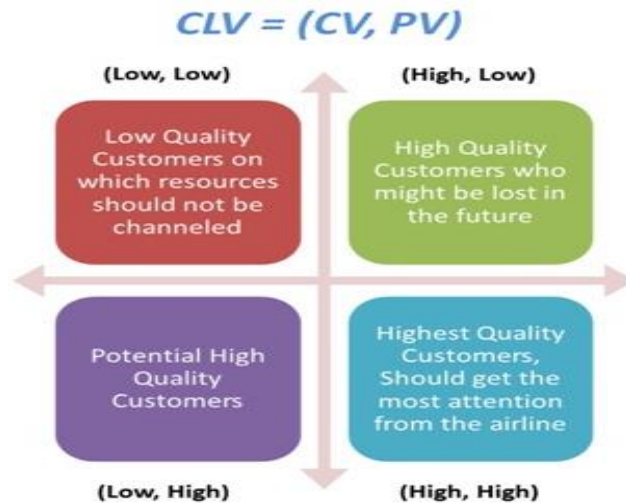 CLV = (CV, PV)
(Low, Low)
(High, Low)
Low Quality
Customers on
which resources
should not be
channeled
High Quality
Customers who
might be lost in
the future
Potential High
Quality
Customers
Highest Quality
Customers,
Should get the
most attention
from the airline
(Low, High)
(High, High)